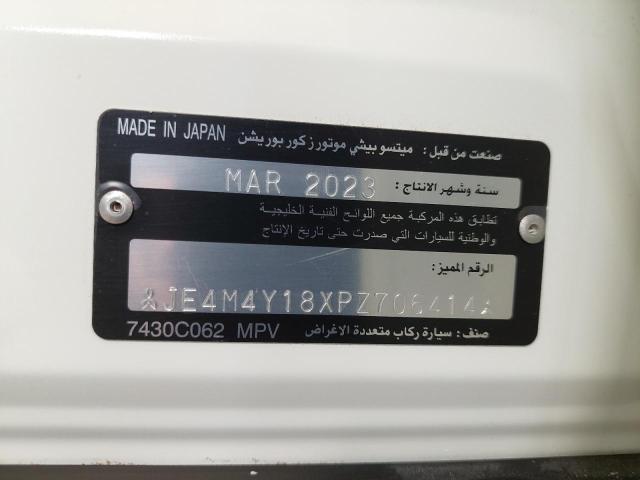 MADE IN JAPAN صنعت من قبل: ميتسوبيشي موتورز كوربوريشن
سنة وشهر الانتاج: MAR 2023
تطابق هذه المركبة جميع اللوائح الفنية الخليجية
والوطنية للسيارات التي صدرت حتى تاريخ الإنتاج
الرقم المميز:
JE4M4Y18XPZ706414
7430C062 MPV صنف: سيارة ركاب متعددة الاغراض